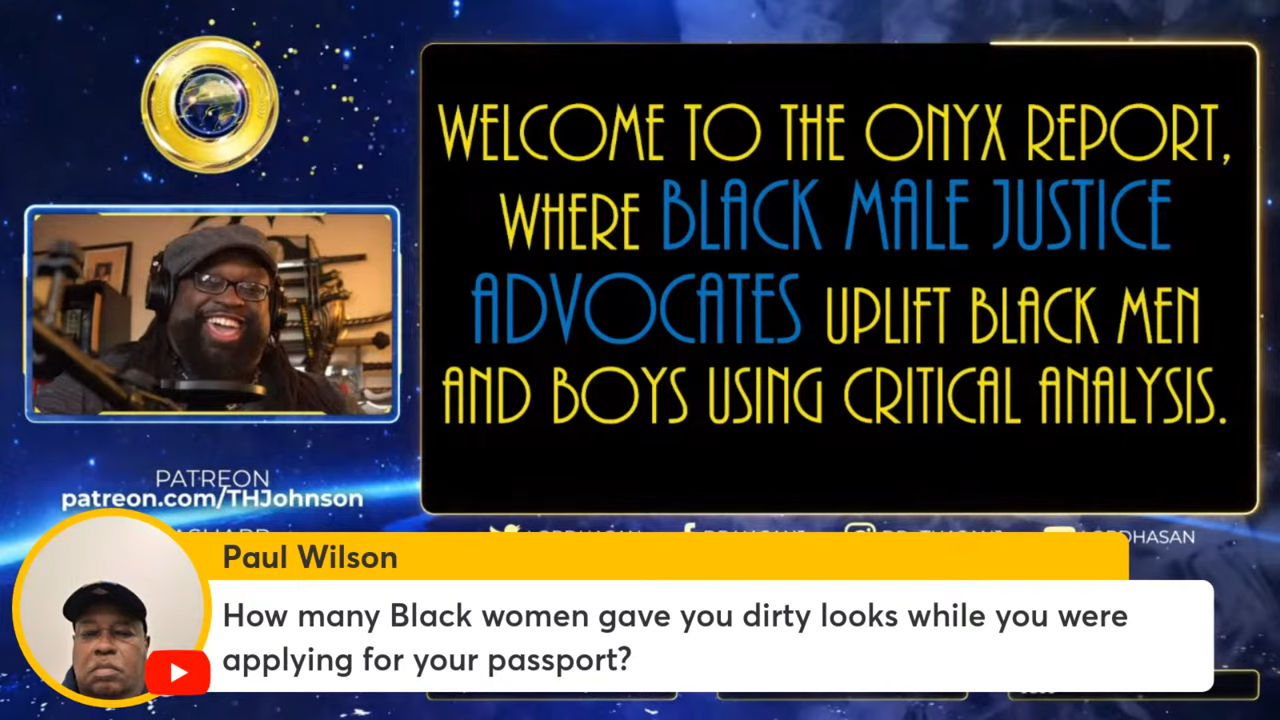 WELCOME TO THE ONYX REPORT,
WHERE BLACK MALE JUSTICE
ADVOCATES UPLIFT BLACK MEN
AND BOYS USING CRITICAL ANALYSIS.
PATREON
patreon.com/THJohnson
Paul Wilson
How many Black women gave you dirty looks while you were
applying for your passport?